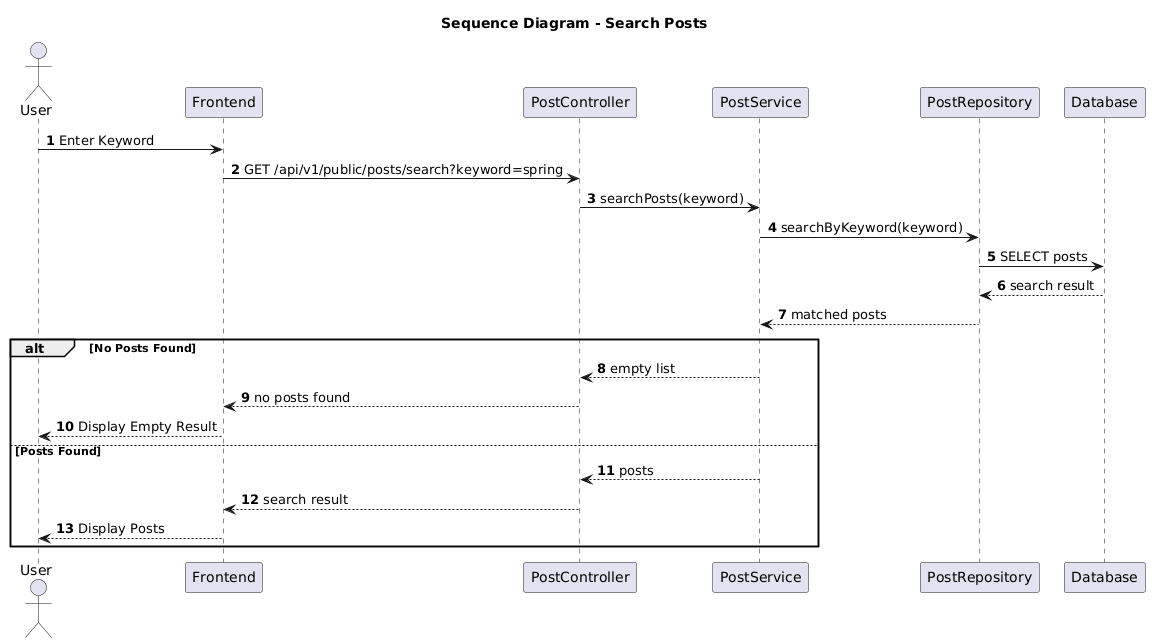 Sequence Diagram - Search Posts
User
Frontend
PostController
PostService
PostRepository
Database
1 Enter Keyword
2 GET /api/v1/public/posts/search?keyword=spring
3 searchPosts(keyword)
4 searchByKeyword(keyword)
5 SELECT posts
6 search result
7 matched posts
alt [No Posts Found]
8 empty list
9 no posts found
10 Display Empty Result
[Posts Found]
11 posts
12 search result
13 Display Posts
User
Frontend
PostController
PostService
PostRepository
Database